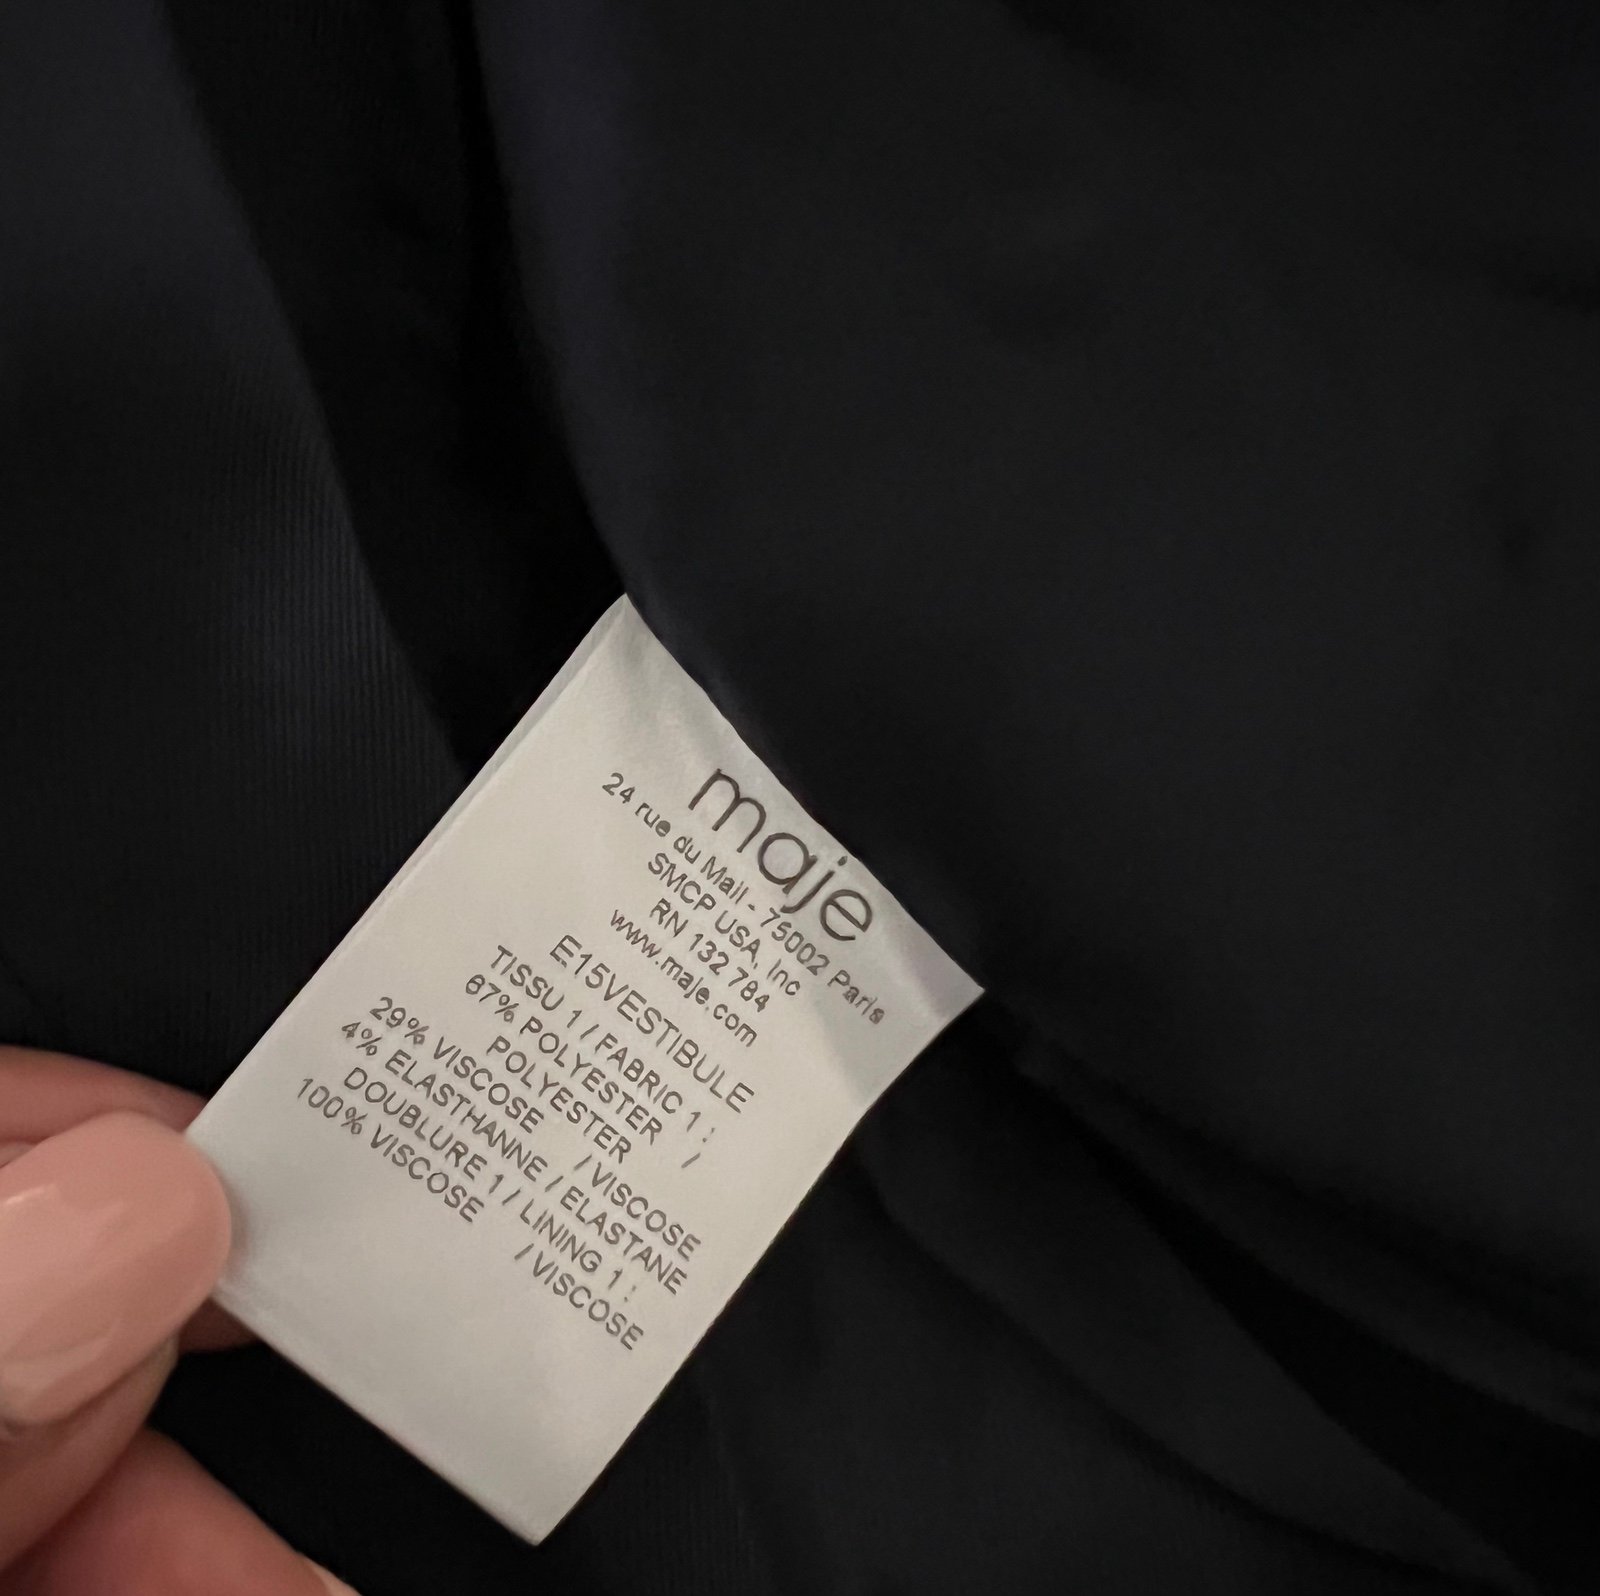 maje
24 rue du Mail - 75002 Paris
SMCP USA, Inc
RN 132 784
www.maje.com
E15VESTIBULE
TISSU 1 / FABRIC 1 :
67% POLYESTER /
POLYESTER
29% VISCOSE / VISCOSE
4% ELASTHANNE / ELASTANE
DOUBLURE 1 / LINING 1 :
100% VISCOSE / VISCOSE